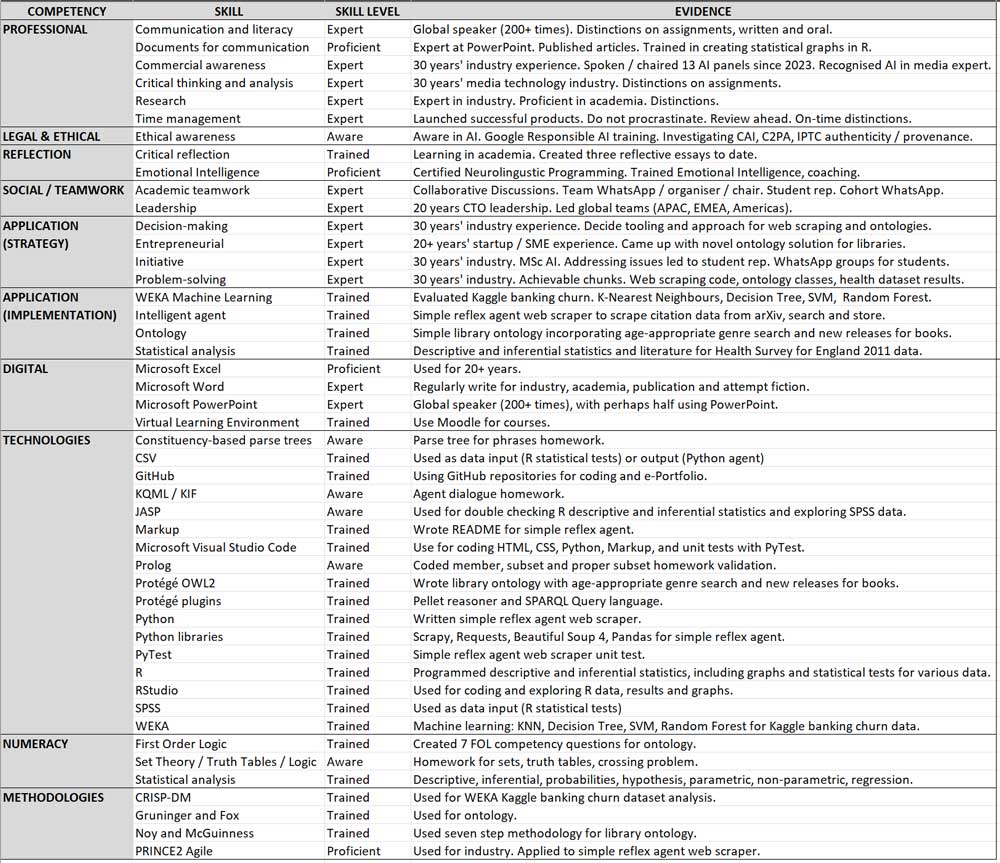 COMPETENCY SKILL SKILL LEVEL EVIDENCE
PROFESSIONAL Communication and literacy Expert Global speaker (200+ times). Distinctions on assignments, written and oral.
Documents for communication Proficient Expert at PowerPoint. Published articles. Trained in creating statistical graphs in R.
Commercial awareness Expert 30 years' industry experience. Spoken / chaired 13 AI panels since 2023. Recognised AI in media expert.
Critical thinking and analysis Expert 30 years' media technology industry. Distinctions on assignments.
Research Expert Expert in industry. Proficient in academia. Distinctions.
Time management Expert Launched successful products. Do not procrastinate. Review ahead. On-time distinctions.
LEGAL & ETHICAL Ethical awareness Aware Aware in AI. Google Responsible AI training. Investigating CAI, C2PA, IPTC authenticity / provenance.
REFLECTION Critical reflection Trained Learning in academia. Created three reflective essays to date.
Emotional Intelligence Proficient Certified Neurolingustic Programming. Trained Emotional Intelligence, coaching.
SOCIAL / TEAMWORK Academic teamwork Expert Collaborative Discussions. Team WhatsApp / organiser / chair. Student rep. Cohort WhatsApp.
Leadership Expert 20 years CTO leadership. Led global teams (APAC, EMEA, Americas).
APPLICATION Decision-making Expert 30 years' industry experience. Decide tooling and approach for web scraping and ontologies.
(STRATEGY) Entrepreneurial Expert 20+ years' startup / SME experience. Came up with novel ontology solution for libraries.
Initiative Expert 30 years' industry. MSc AI. Addressing issues led to student rep. WhatsApp groups for students.
Problem-solving Expert 30 years' industry. Achievable chunks. Web scraping code, ontology classes, health dataset results.
APPLICATION WEKA Machine Learning Trained Evaluated Kaggle banking churn. K-Nearest Neighbours, Decision Tree, SVM, Random Forest.
(IMPLEMENTATION) Intelligent agent Trained Simple reflex agent web scraper to scrape citation data from arXiv, search and store.
Ontology Trained Simple library ontology incorporating age-appropriate genre search and new releases for books.
Statistical analysis Trained Descriptive and inferential statistics and literature for Health Survey for England 2011 data.
DIGITAL Microsoft Excel Proficient Used for 20+ years.
Microsoft Word Expert Regularly write for industry, academia, publication and attempt fiction.
Microsoft PowerPoint Expert Global speaker (200+ times), with perhaps half using PowerPoint.
Virtual Learning Environment Trained Use Moodle for courses.
TECHNOLOGIES Constituency-based parse trees Aware Parse tree for phrases homework.
CSV Trained Used as data input (R statistical tests) or output (Python agent)
GitHub Trained Using GitHub repositories for coding and e-Portfolio.
KQML / KIF Aware Agent dialogue homework.
JASP Aware Used for double checking R descriptive and inferential statistics and exploring SPSS data.
Markup Trained Wrote README for simple reflex agent.
Microsoft Visual Studio Code Trained Use for coding HTML, CSS, Python, Markup, and unit tests with PyTest.
Prolog Aware Coded member, subset and proper subset homework validation.
Protégé OWL2 Trained Wrote library ontology with age-appropriate genre search and new releases for books.
Protégé plugins Trained Pellet reasoner and SPARQL Query language.
Python Trained Written simple reflex agent web scraper.
Python libraries Trained Scrapy, Requests, Beautiful Soup 4, Pandas for simple reflex agent.
PyTest Trained Simple reflex agent web scraper unit test.
R Trained Programmed descriptive and inferential statistics, including graphs and statistical tests for various data.
RStudio Trained Used for coding and exploring R data, results and graphs.
SPSS Trained Used as data input (R statistical tests)
WEKA Trained Machine learning: KNN, Decision Tree, SVM, Random Forest for Kaggle banking churn data.
NUMERACY First Order Logic Trained Created 7 FOL competency questions for ontology.
Set Theory / Truth Tables / Logic Aware Homework for sets, truth tables, crossing problem.
Statistical analysis Trained Descriptive, inferential, probabilities, hypothesis, parametric, non-parametric, regression.
METHODOLOGIES CRISP-DM Trained Used for WEKA Kaggle banking churn dataset analysis.
Gruninger and Fox Trained Used for ontology.
Noy and McGuinness Trained Used seven step methodology for library ontology.
PRINCE2 Agile Proficient Used for industry. Applied to simple reflex agent web scraper.